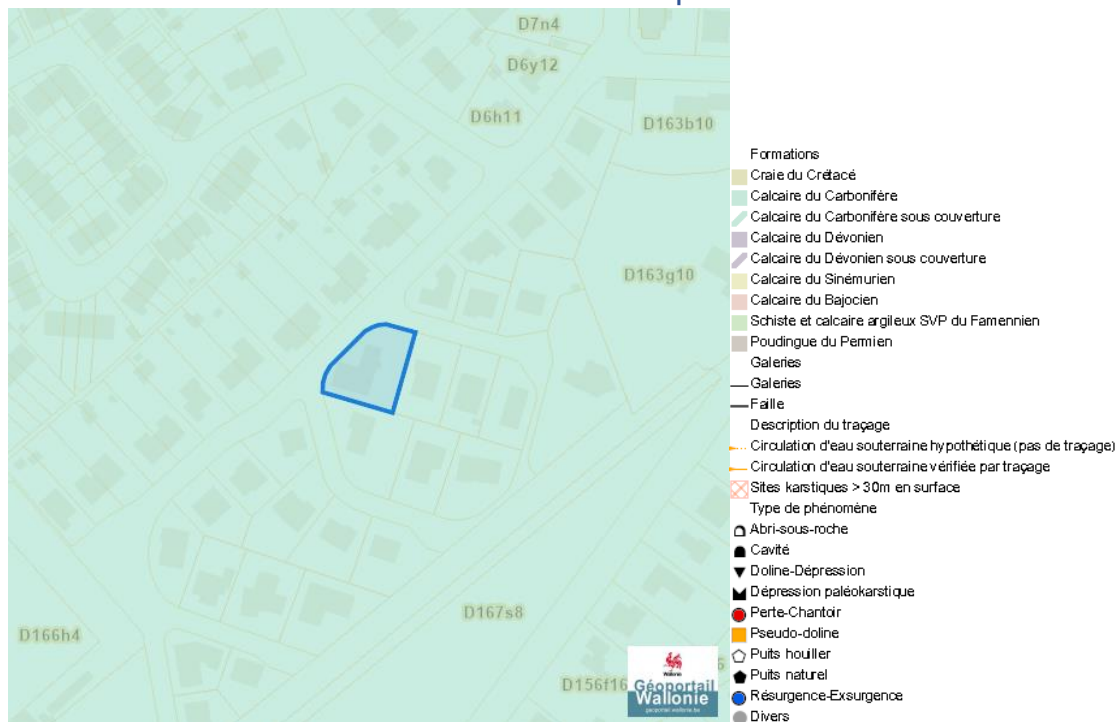 D7n4
D6y12
D6h11
D163b10
D163g10
D167s8
D166h4
D156f16
Wallonie
Géoportail
Wallonie
geoportail.wallonie.be
Formations
Craie du Crétacé
Calcaire du Carbonifère
Calcaire du Carbonifère sous couverture
Calcaire du Dévonien
Calcaire du Dévonien sous couverture
Calcaire du Sinémurien
Calcaire du Bajocien
Schiste et calcaire argileux SVP du Famennien
Poudingue du Permien
Galeries
Galeries
Faille
Description du traçage
Circulation d'eau souterraine hypothétique (pas de traçage)
Circulation d'eau souterraine vérifiée par traçage
Sites karstiques > 30m en surface
Type de phénomène
Abri-sous-roche
Cavité
Doline-Dépression
Dépression paléokarstique
Perte-Chantoir
Pseudo-doline
Puits houiller
Puits naturel
Résurgence-Exsurgence
Divers